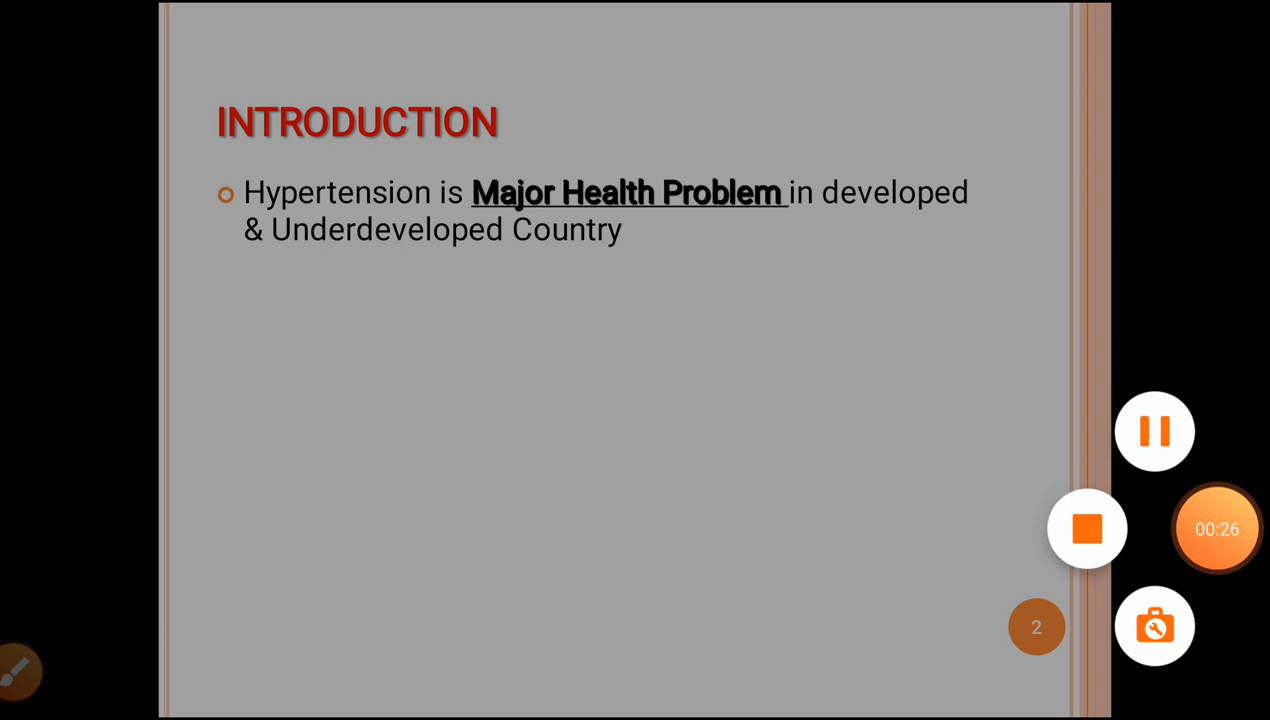 INTRODUCTION
Hypertension is Major Health Problem in developed
& Underdeveloped Country
00:26
2